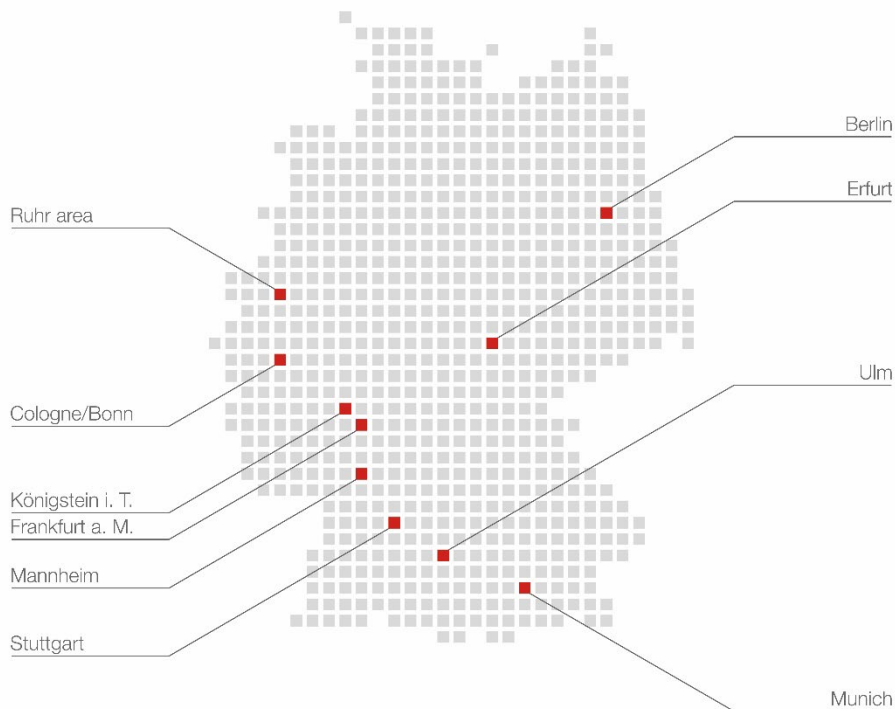 Berlin
Erfurt
Ruhr area
Ulm
Cologne/Bonn
Königstein i. T.
Frankfurt a. M.
Mannheim
Stuttgart
Munich